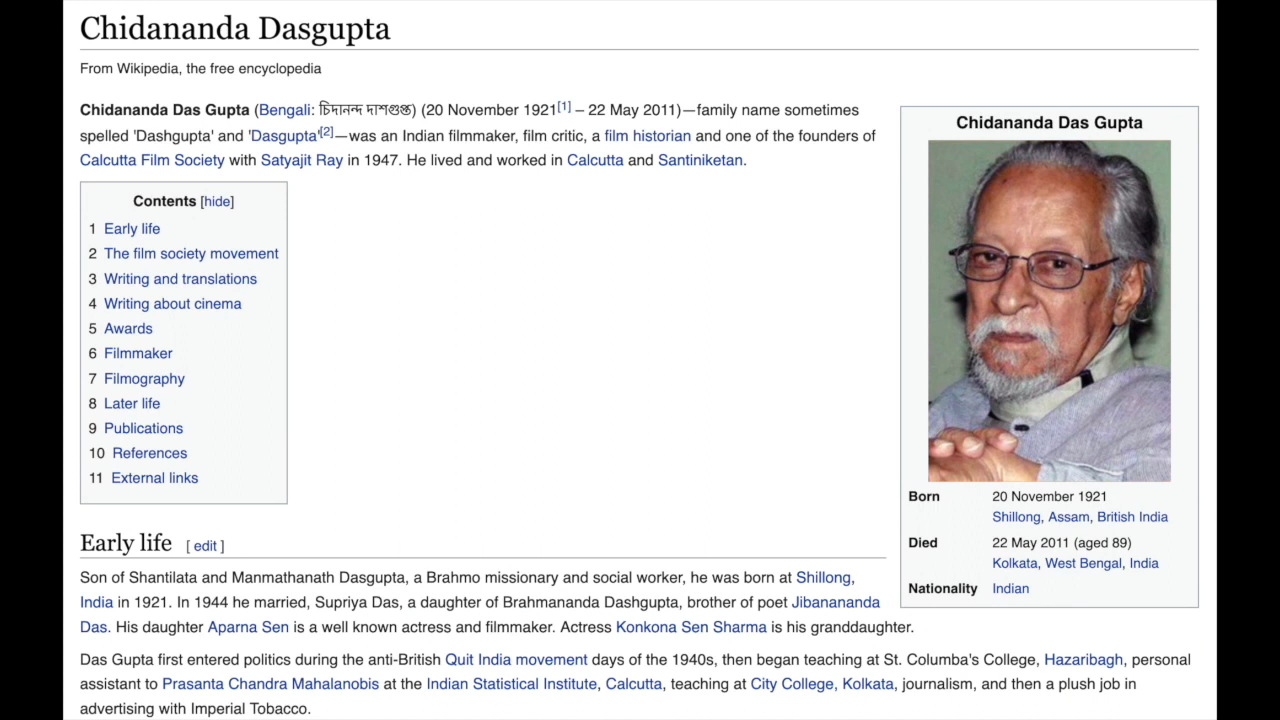 Chidananda Dasgupta
From Wikipedia, the free encyclopedia
Chidananda Das Gupta (Bengali: চিদানন্দ দাশগুপ্ত) (20 November 1921[1] – 22 May 2011)—family name sometimes
spelled 'Dashgupta' and 'Dasgupta'[2]—was an Indian filmmaker, film critic, a film historian and one of the founders of
Calcutta Film Society with Satyajit Ray in 1947. He lived and worked in Calcutta and Santiniketan.
Contents [hide]
1 Early life
2 The film society movement
3 Writing and translations
4 Writing about cinema
5 Awards
6 Filmmaker
7 Filmography
8 Later life
9 Publications
10 References
11 External links
Chidananda Das Gupta
Born 20 November 1921
Shillong, Assam, British India
Died 22 May 2011 (aged 89)
Kolkata, West Bengal, India
Nationality Indian
Early life [ edit ]
Son of Shantilata and Manmathanath Dasgupta, a Brahmo missionary and social worker, he was born at Shillong,
India in 1921. In 1944 he married, Supriya Das, a daughter of Brahmananda Dashgupta, brother of poet Jibanananda
Das. His daughter Aparna Sen is a well known actress and filmmaker. Actress Konkona Sen Sharma is his granddaughter.
Das Gupta first entered politics during the anti-British Quit India movement days of the 1940s, then began teaching at St. Columba's College, Hazaribagh, personal
assistant to Prasanta Chandra Mahalanobis at the Indian Statistical Institute, Calcutta, teaching at City College, Kolkata, journalism, and then a plush job in
advertising with Imperial Tobacco.